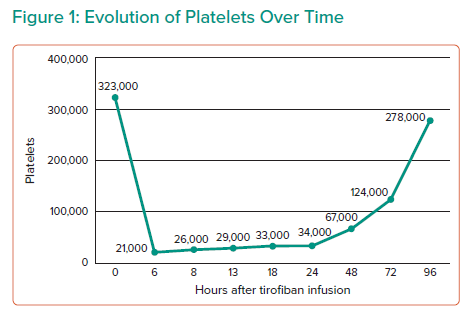 Figure 1: Evolution of Platelets Over Time
400,000
323,000
300,000
278,000
Platelets
200,000
124,000
100,000
67,000
21,000
26,000 29,000 33,000 34,000
0
0 6 8 13 18 24 48 72 96
Hours after tirofiban infusion